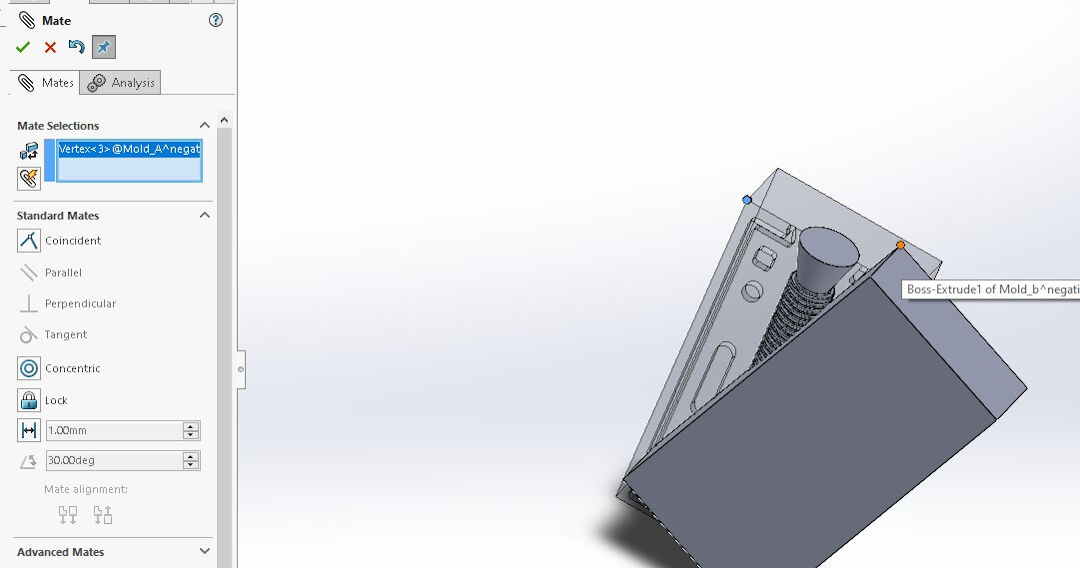 Mate
?
Mates
Analysis
Mate Selections
Vertex<3>@Mold_A^negat
Standard Mates
Coincident
Parallel
Perpendicular
Tangent
Concentric
Lock
1.00mm
30.00deg
Mate alignment:
Advanced Mates
Boss-Extrude1 of Mold_b^negati